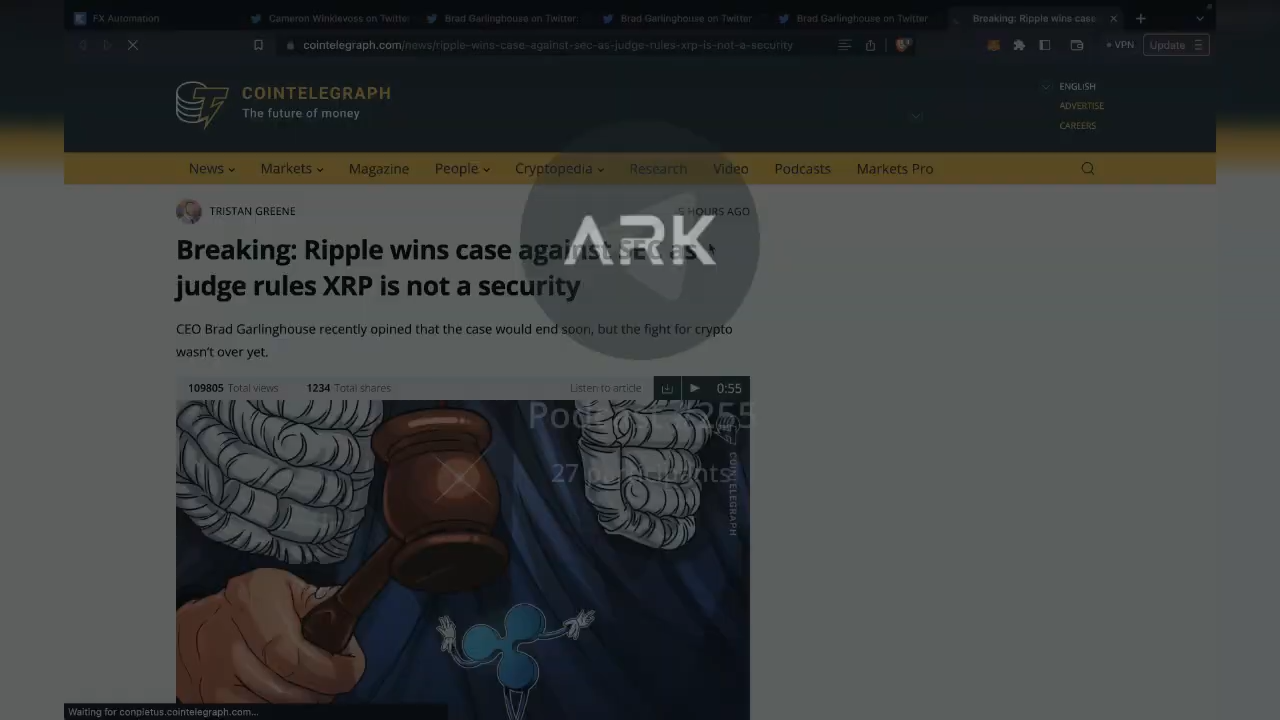 FX Automation
Cameron Winklevoss on Twitter:
Brad Garlinghouse on Twitter:
Brad Garlinghouse on Twitter
Brad Garlinghouse on Twitter
Breaking: Ripple wins case
cointelegraph.com/news/ripple-wins-case-against-sec-as-judge-rules-xrp-is-not-a-security
VPN
Update
COINTELEGRAPH
The future of money
ENGLISH
ADVERTISE
CAREERS
News
Markets
Magazine
People
Cryptopedia
Research
Video
Podcasts
Markets Pro
TRISTAN GREENE
5 HOURS AGO
Breaking: Ripple wins case against SEC as
judge rules XRP is not a security
ARK
CEO Brad Garlinghouse recently opined that the case would end soon, but the fight for crypto
wasn't over yet.
109805 Total views
1234 Total shares
Listen to article
0:55
27 participants
COINTELEGRAPH
Waiting for conpletus.cointelegraph.com...